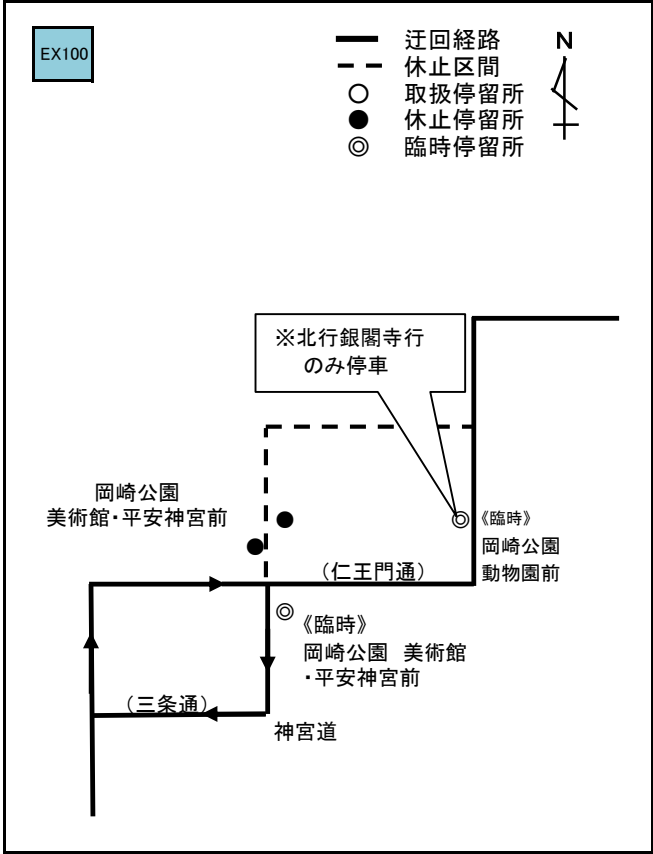 EX100
迂回経路
休止区間
取扱停留所
休止停留所
臨時停留所
N
※北行銀閣寺行
のみ停車
岡崎公園
美術館・平安神宮前
《臨時》
岡崎公園
動物園前
（仁王門通）
《臨時》
岡崎公園 美術館
・平安神宮前
（三条通）
神宮道